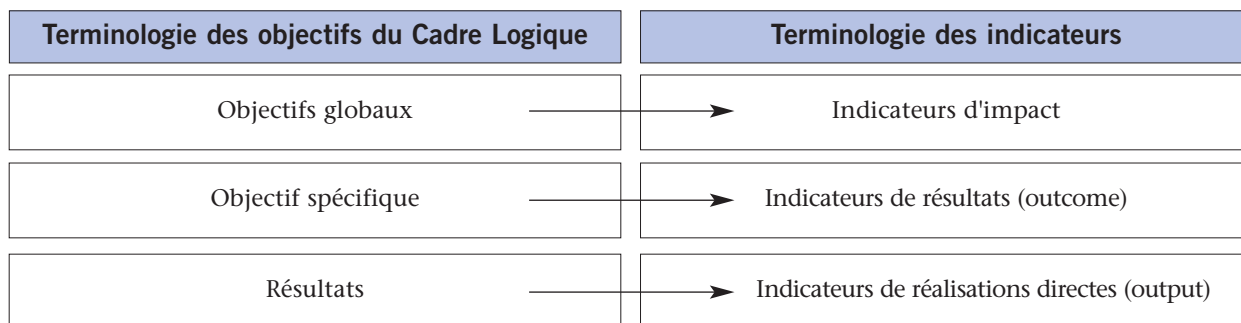 Terminologie des objectifs du Cadre Logique
Terminologie des indicateurs
Objectifs globaux
Indicateurs d'impact
Objectif spécifique
Indicateurs de résultats (outcome)
Résultats
Indicateurs de réalisations directes (output)